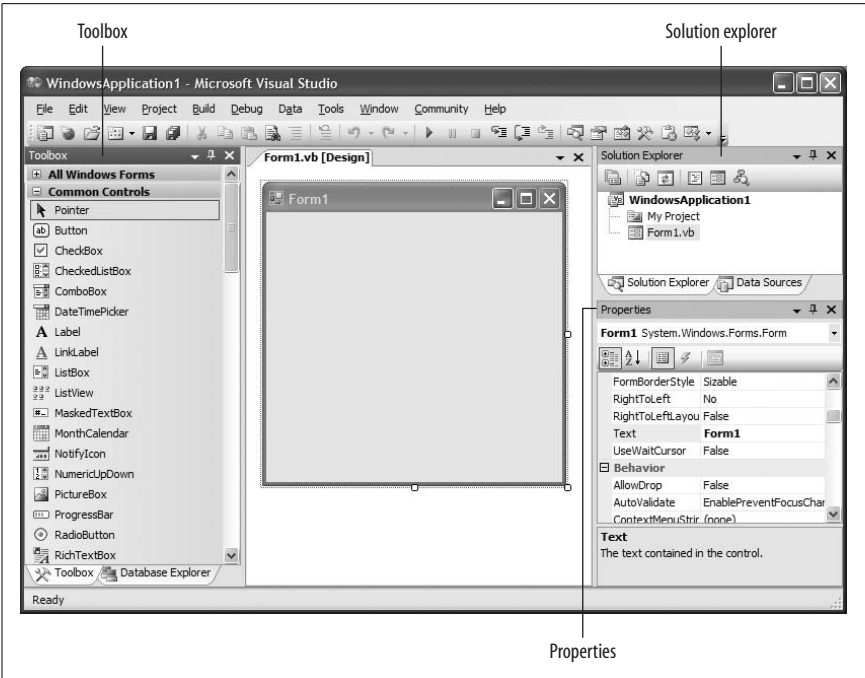 Toolbox
Solution explorer
WindowsApplication1 - Microsoft Visual Studio
File Edit View Project Build Debug Data Tools Window Community Help
Toolbox
All Windows Forms
Common Controls
Pointer
Button
CheckBox
CheckedListBox
ComboBox
DateTimePicker
Label
LinkLabel
ListBox
ListView
MaskedTextBox
MonthCalendar
NotifyIcon
NumericUpDown
PictureBox
ProgressBar
RadioButton
RichTextBox
Toolbox Database Explorer
Form1.vb [Design]
Form1
Solution Explorer
WindowsApplication1
My Project
Form1.vb
Solution Explorer Data Sources
Properties
Form1 System.Windows.Forms.Form
FormBorderStyle Sizable
RightToLeft No
RightToLeftLayou False
Text Form1
UseWaitCursor False
Behavior
AllowDrop False
AutoValidate EnablePreventFocusChar
ContextMenuStrip (none)
Text
The text contained in the control.
Ready
Properties